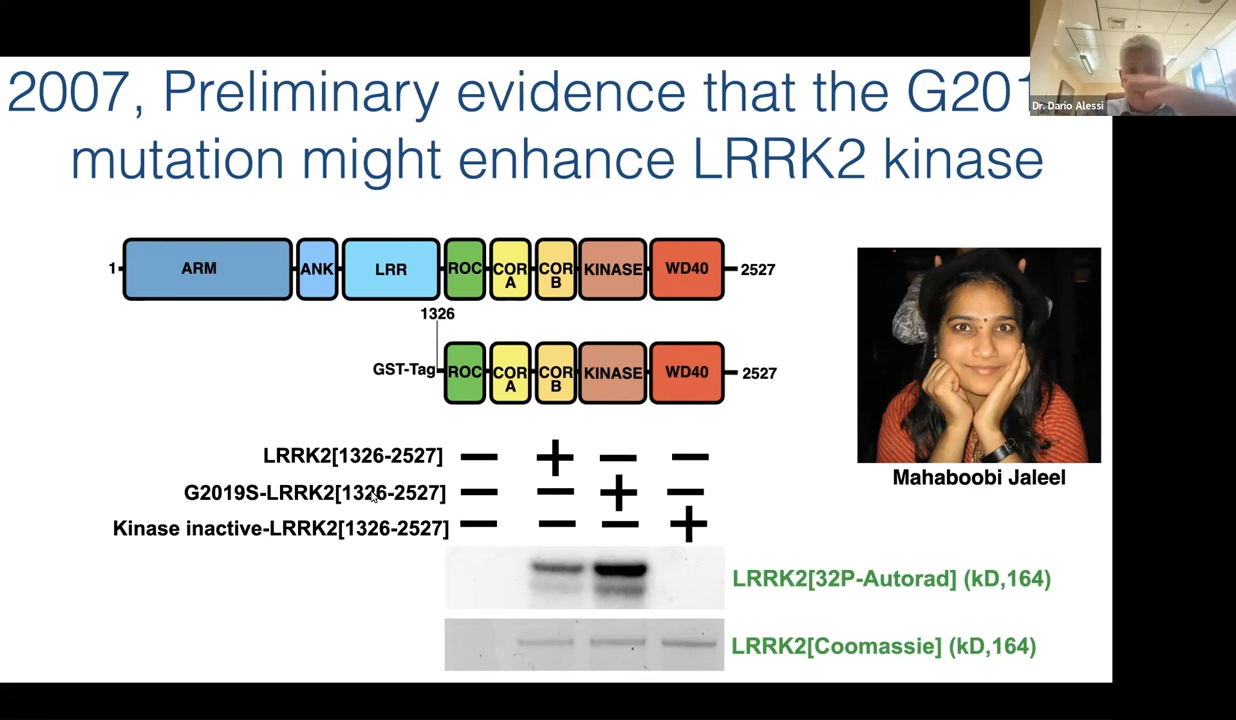 2007, Preliminary evidence that the G201
mutation might enhance LRRK2 kinase
Dr. Dario Alessi
1
ARM
ANK
LRR
ROC
COR A
COR B
KINASE
WD40
2527
1326
GST-Tag
ROC
COR A
COR B
KINASE
WD40
2527
LRRK2[1326-2527] — + — —
G2019S-LRRK2[1326-2527] — — + —
Kinase inactive-LRRK2[1326-2527] — — — +
LRRK2[32P-Autorad] (kD,164)
LRRK2[Coomassie] (kD,164)
Mahaboobi Jaleel